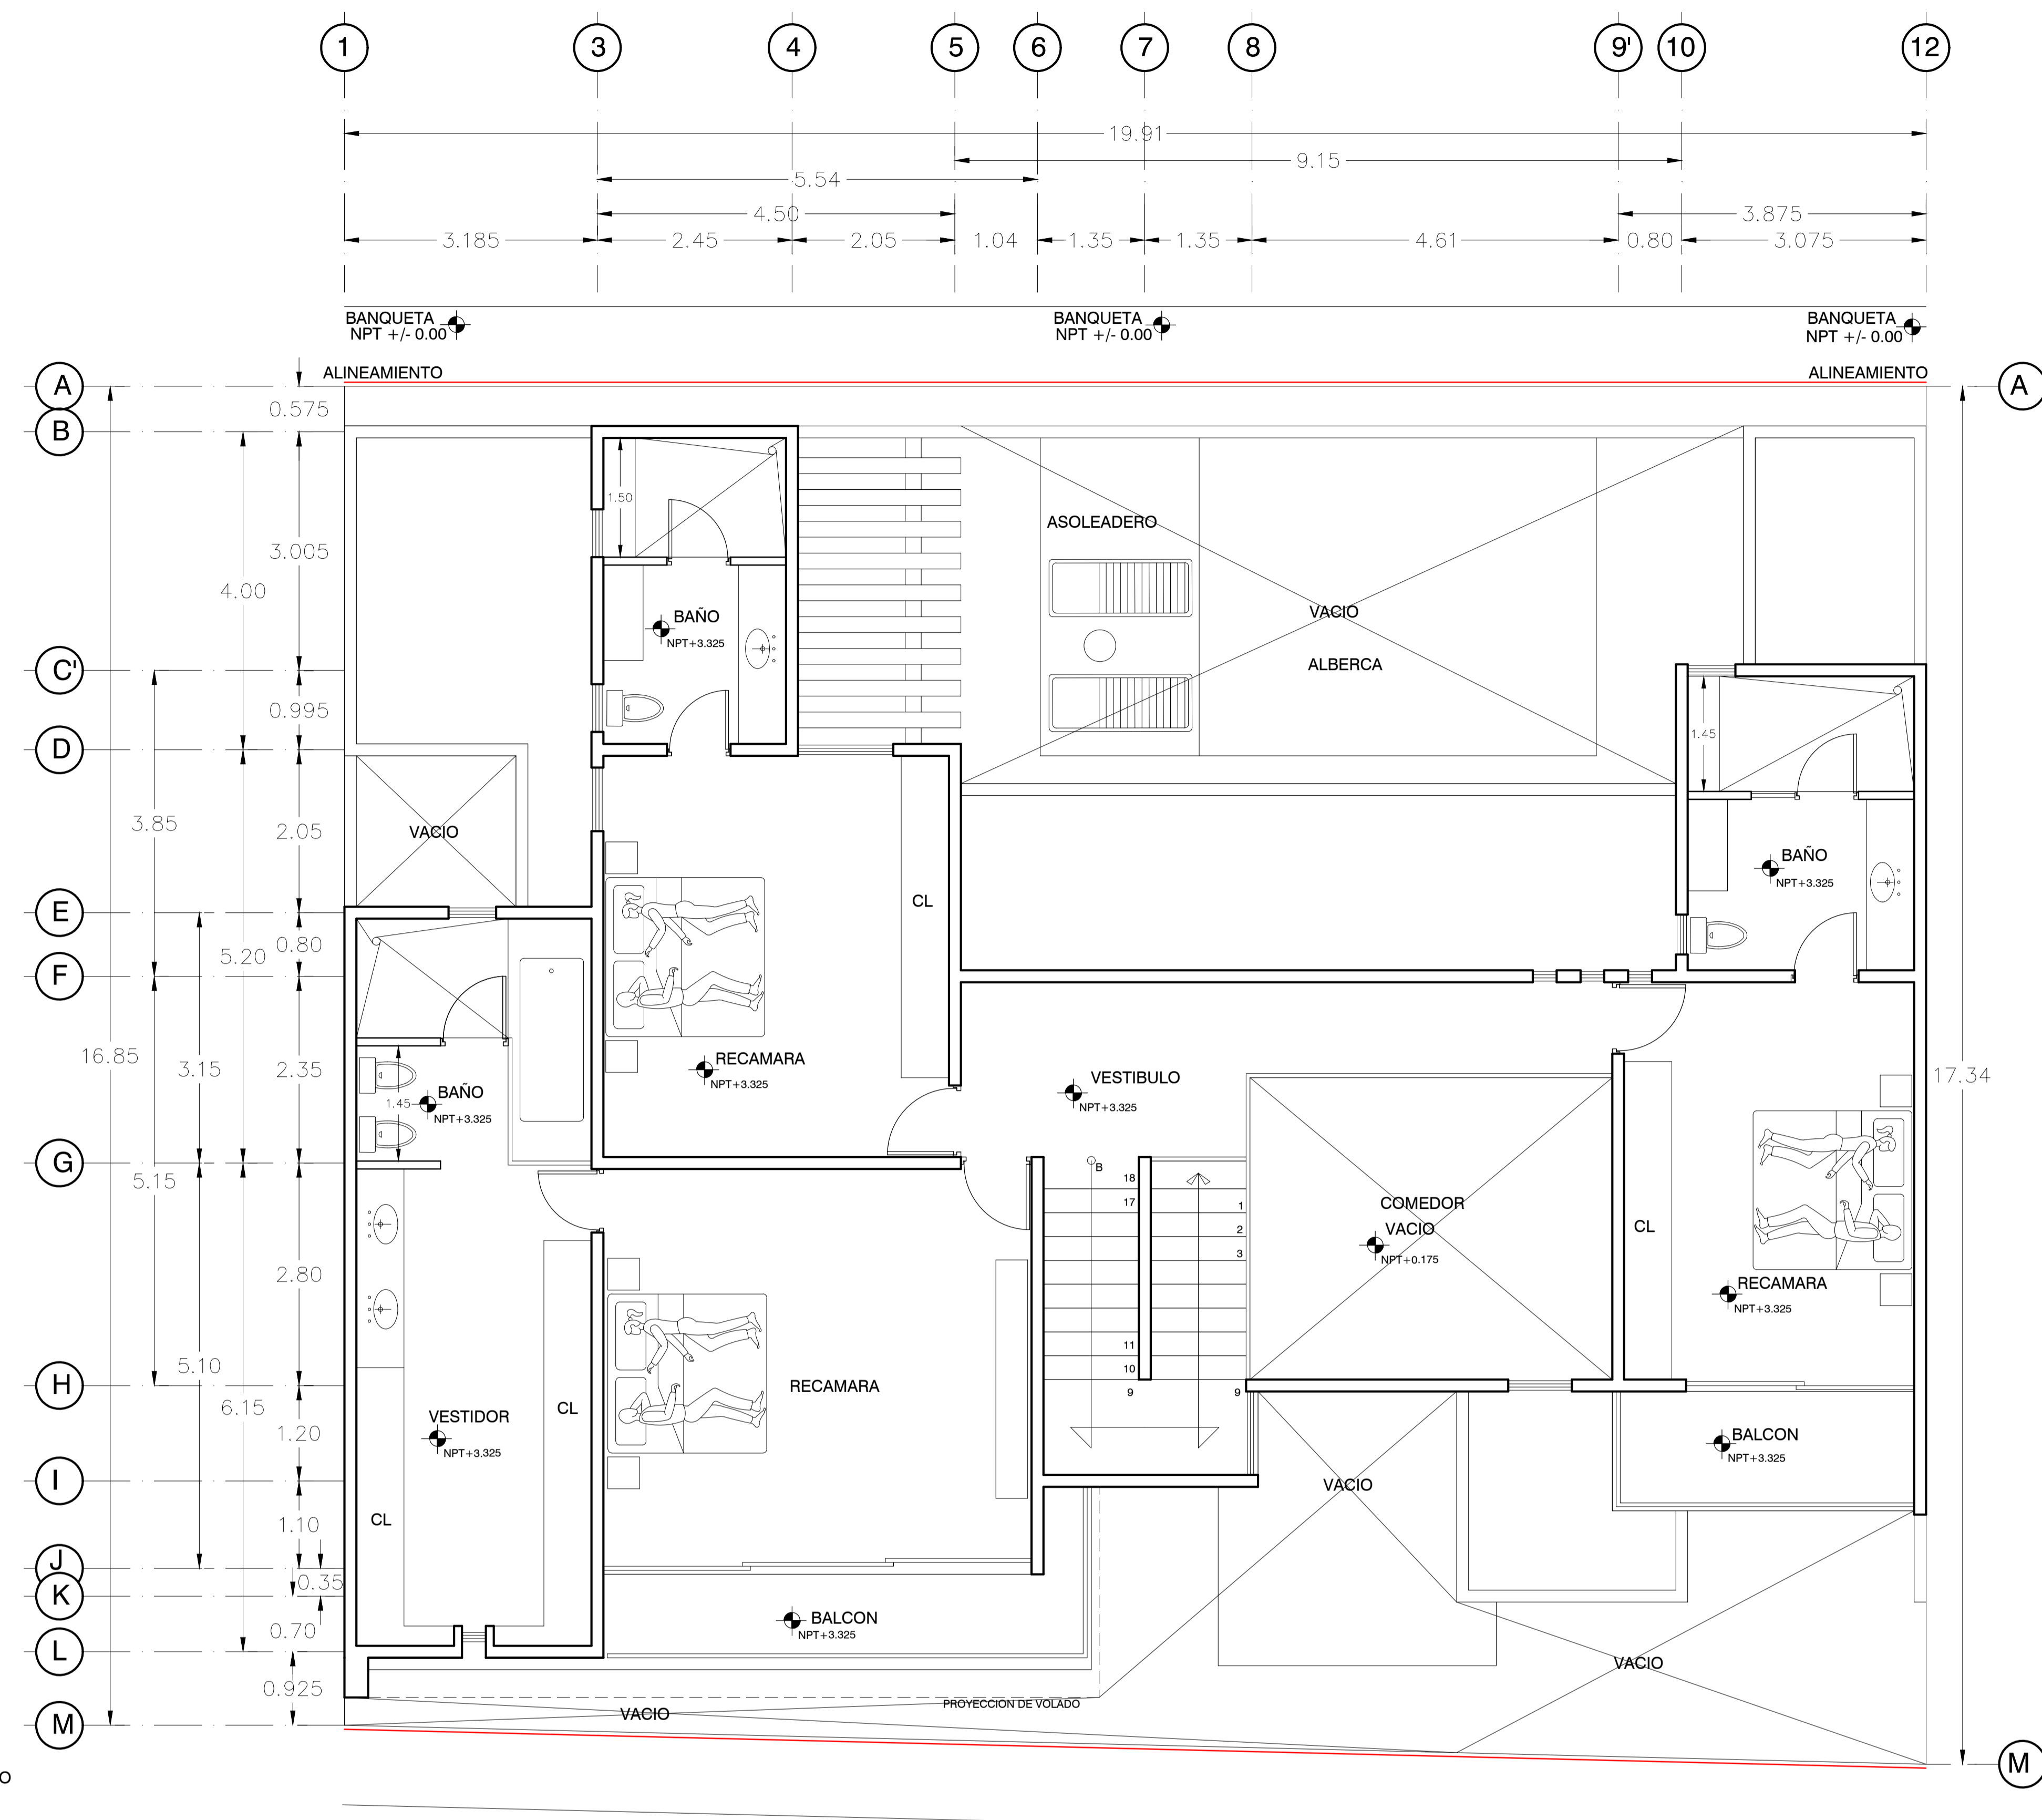 1 3 4 5 6 7 8 9' 10 12
19.91
9.15
5.54
4.50
3.875
3.185 2.45 2.05 1.04 1.35 1.35 4.61 0.80 3.075
BANQUETA
NPT +/- 0.00
BANQUETA
NPT +/- 0.00
BANQUETA
NPT +/- 0.00
ALINEAMIENTO
ALINEAMIENTO
A
A
B
C'
D
E
F
G
H
I
J
K
L
M
M
0.575
3.005
4.00
0.995
3.85
2.05
0.80
5.20
16.85
3.15
2.35
5.15
2.80
5.10
6.15
1.20
1.10
0.35
0.70
0.925
17.34
1.50
BAÑO
NPT+3.325
ASOLEADERO
VACIO
ALBERCA
1.45
BAÑO
NPT+3.325
VACIO
CL
RECAMARA
NPT+3.325
BAÑO
1.45
NPT+3.325
VESTIBULO
NPT+3.325
B
18
17
11
10
9
1
2
3
9
COMEDOR
VACIO
NPT+0.175
CL
RECAMARA
NPT+3.325
RECAMARA
VESTIDOR
NPT+3.325
CL
CL
BALCON
NPT+3.325
VACIO
BALCON
NPT+3.325
VACIO
PROYECCION DE VOLADO
VACIO
O